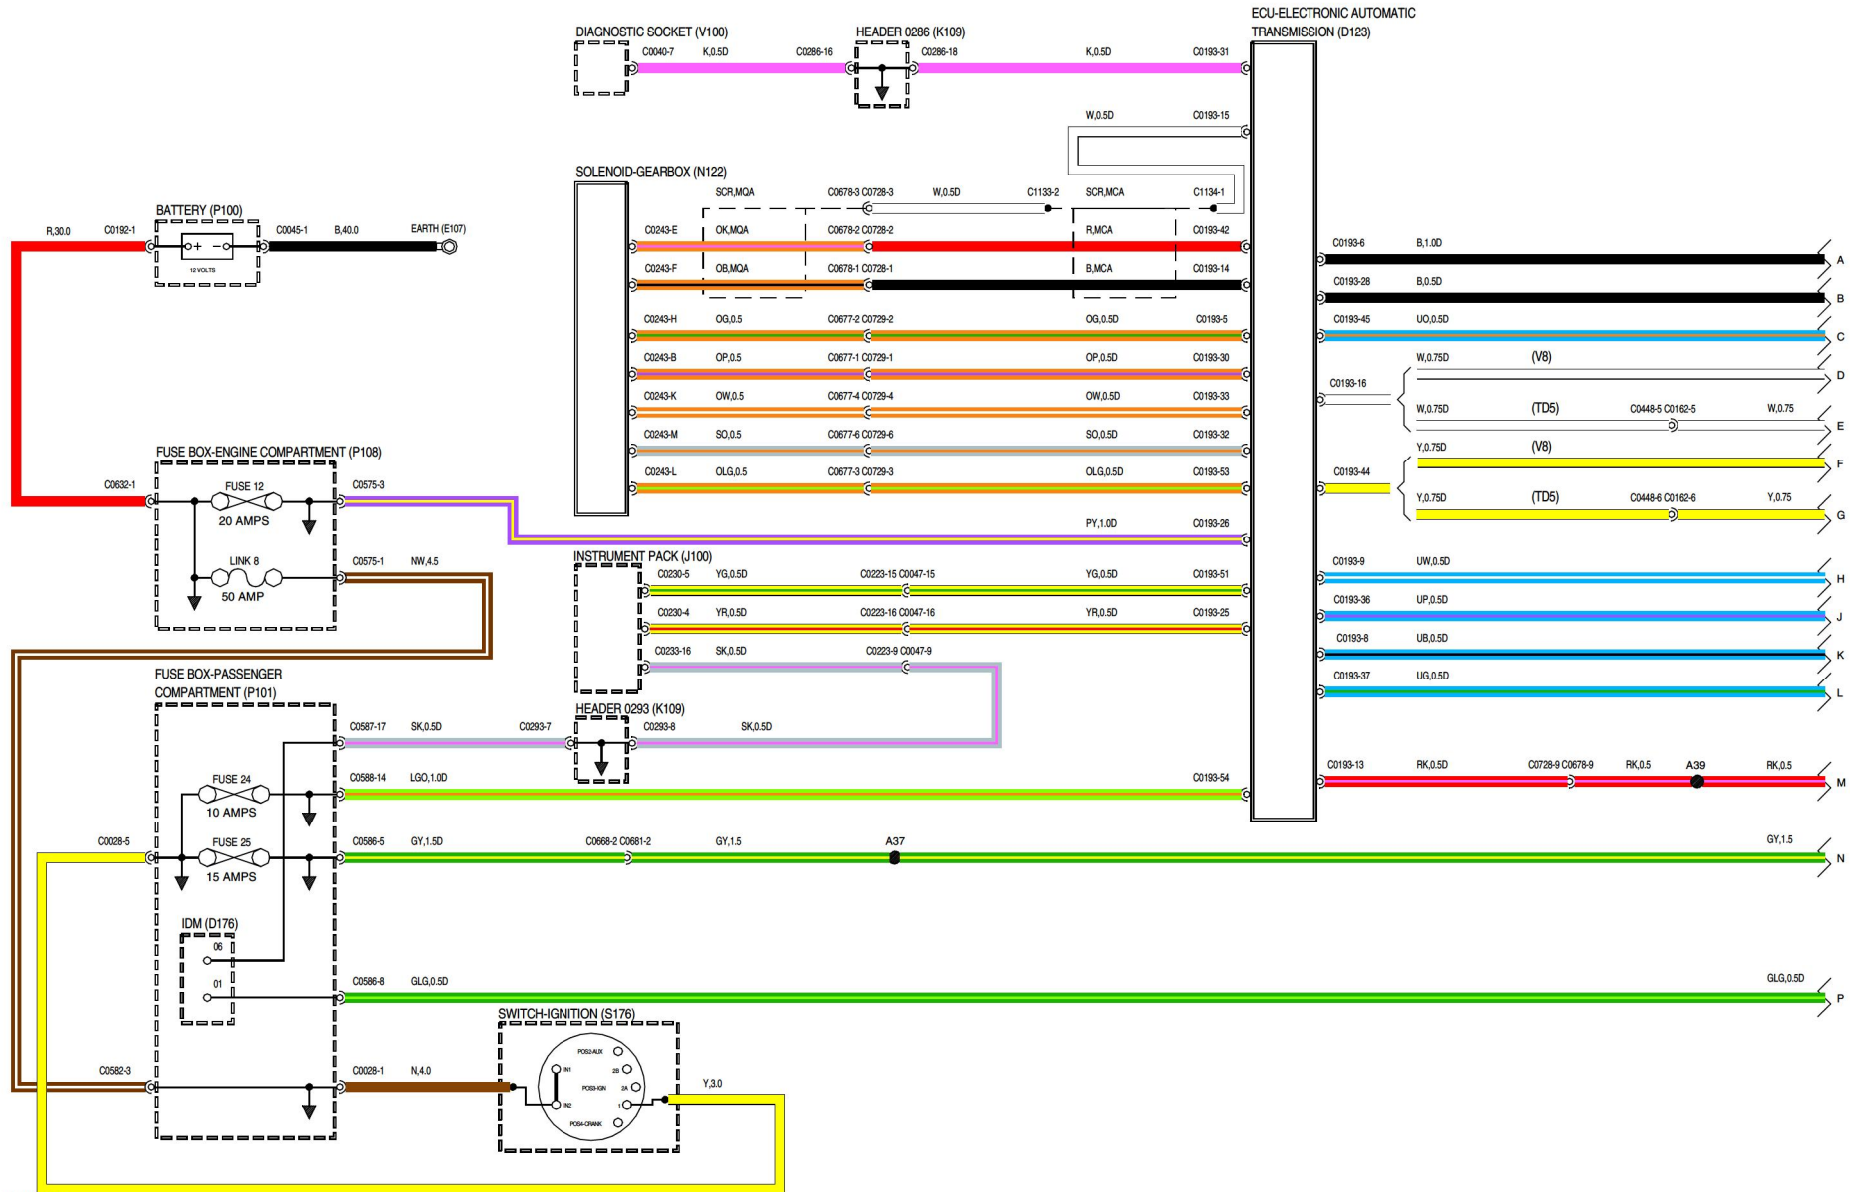 ECU-ELECTRONIC AUTOMATIC
TRANSMISSION (D123)
DIAGNOSTIC SOCKET (V100)
HEADER 0286 (K109)
C0040-7 K,0.5D C0286-16 C0286-18 K,0.5D C0193-31
W,0.5D C0193-15
SOLENOID-GEARBOX (N122)
SCR,MQA C0678-3 C0728-3 W,0.5D C1133-2 SCR,MCA C1134-1
C0243-E OK,MQA C0678-2 C0728-2 R,MCA C0193-42
C0243-F OB,MQA C0678-1 C0728-1 B,MCA C0193-14
C0243-H OG,0.5 C0677-2 C0729-2 OG,0.5D C0193-5
C0243-B OP,0.5 C0677-1 C0729-1 OP,0.5D C0193-30
C0243-K OW,0.5 C0677-4 C0729-4 OW,0.5D C0193-33
C0243-M SO,0.5 C0677-6 C0729-6 SO,0.5D C0193-32
C0243-L OLG,0.5 C0677-3 C0729-3 OLG,0.5D C0193-53
PY,1.0D C0193-26
BATTERY (P100)
R,30.0 C0192-1 C0045-1 B,40.0 EARTH (E107)
+ −
12 VOLTS
FUSE BOX-ENGINE COMPARTMENT (P108)
C0632-1 FUSE 12 C0575-3
20 AMPS
LINK 8 C0575-1 NW,4.5
50 AMP
INSTRUMENT PACK (J100)
C0230-5 YG,0.5D C0223-15 C0047-15 YG,0.5D C0193-51
C0230-4 YR,0.5D C0223-16 C0047-16 YR,0.5D C0193-25
C0233-16 SK,0.5D C0223-9 C0047-9
FUSE BOX-PASSENGER
COMPARTMENT (P101)
HEADER 0293 (K109)
C0587-17 SK,0.5D C0293-7 C0293-8 SK,0.5D
FUSE 24 C0588-14 LGO,1.0D C0193-54
10 AMPS
C0028-5 FUSE 25 C0586-5 GY,1.5D C0668-2 C0681-2 GY,1.5 A37 GY,1.5 N
15 AMPS
IDM (D176)
06
01 C0586-8 GLG,0.5D GLG,0.5D P
SWITCH-IGNITION (S176)
C0582-3 C0028-1 N,4.0 Y,3.0
POS2-AUX
IN1 2B
POS3-IGN 2A
IN2 1
POS4-CRANK
C0193-6 B,1.0D A
C0193-28 B,0.5D B
C0193-45 UO,0.5D C
C0193-16 W,0.75D (V8) D
W,0.75D (TD5) C0448-5 C0162-5 W,0.75 E
C0193-44 Y,0.75D (V8) F
Y,0.75D (TD5) C0448-6 C0162-6 Y,0.75 G
C0193-9 UW,0.5D H
C0193-36 UP,0.5D J
C0193-8 UB,0.5D K
C0193-37 UG,0.5D L
C0193-13 RK,0.5D C0728-9 C0678-9 RK,0.5 A39 RK,0.5 M